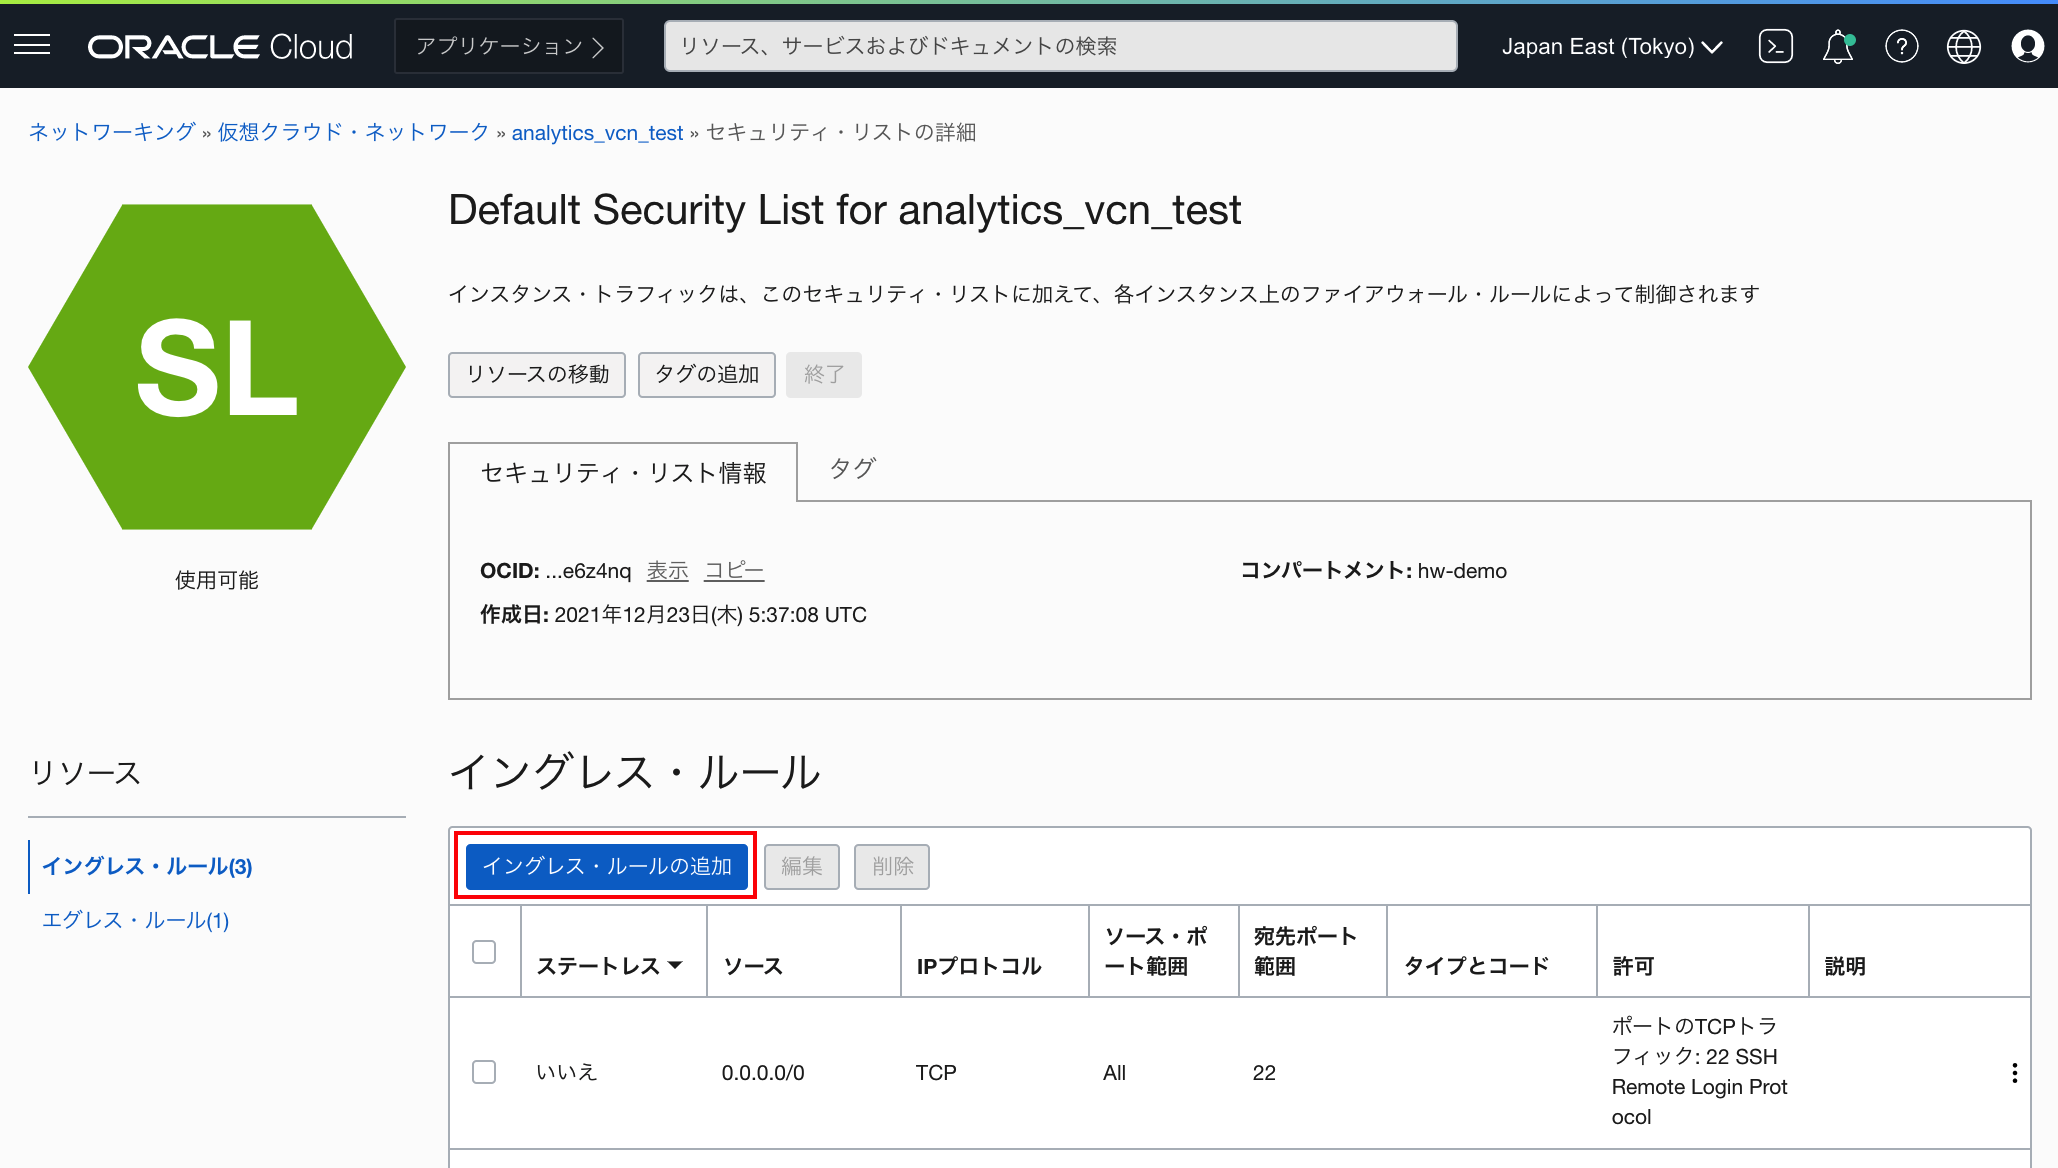 ORACLE Cloud
アプリケーション
リソース、サービスおよびドキュメントの検索
Japan East (Tokyo)
ネットワーキング » 仮想クラウド・ネットワーク » analytics_vcn_test » セキュリティ・リストの詳細
SL
使用可能
Default Security List for analytics_vcn_test
インスタンス・トラフィックは、このセキュリティ・リストに加えて、各インスタンス上のファイアウォール・ルールによって制御されます
リソースの移動 タグの追加 終了
セキュリティ・リスト情報 タグ
OCID: ...e6z4nq 表示 コピー
コンパートメント: hw-demo
作成日: 2021年12月23日(木) 5:37:08 UTC
リソース
イングレス・ルール(3)
エグレス・ルール(1)
イングレス・ルール
イングレス・ルールの追加 編集 削除
ステートレス ソース IPプロトコル ソース・ポ
ート範囲 宛先ポート
範囲 タイプとコード 許可 説明
いいえ 0.0.0.0/0 TCP All 22 ポートのTCPトラ
フィック: 22 SSH
Remote Login Prot
ocol